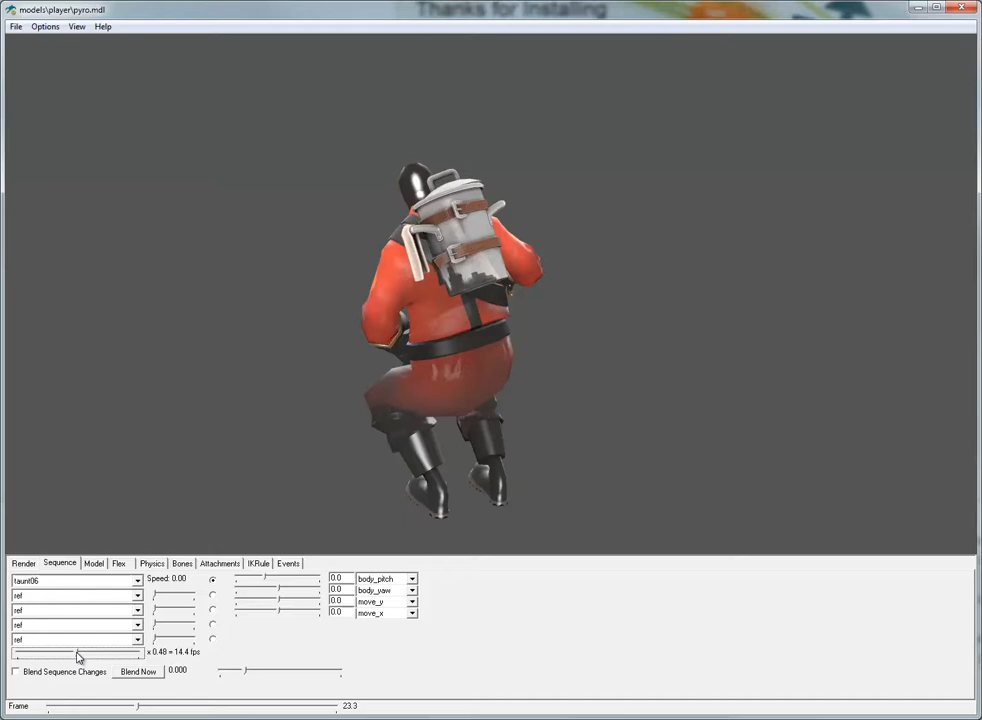 models\player\pyro.mdl
Thanks for Installing
File Options View Help
Render Sequence Model Flex Physics Bones Attachments IKRule Events
taunt06 Speed: 0.00 0.0 body_pitch
ref 0.0 body_yaw
ref 0.0 move_y
ref 0.0 move_x
ref
x 0.48 = 14.4 fps
Blend Sequence Changes Blend Now 0.000
Frame 23.3